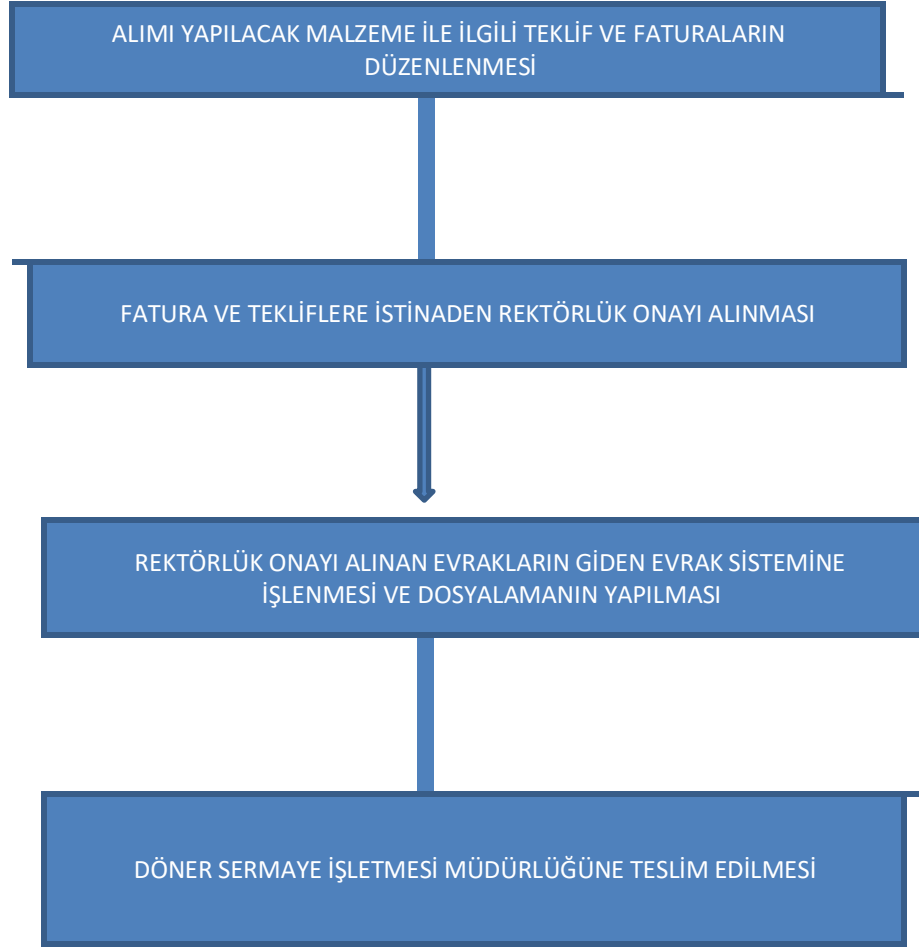 ALIMI YAPILACAK MALZEME İLE İLGİLİ TEKLİF VE FATURALARIN
DÜZENLENMESİ
FATURA VE TEKLİFLERE İSTİNADEN REKTÖRLÜK ONAYI ALINMASI
REKTÖRLÜK ONAYI ALINAN EVRAKLARIN GİDEN EVRAK SİSTEMİNE
İŞLENMESİ VE DOSYALAMANIN YAPILMASI
DÖNER SERMAYE İŞLETMESİ MÜDÜRLÜĞÜNE TESLİM EDİLMESİ